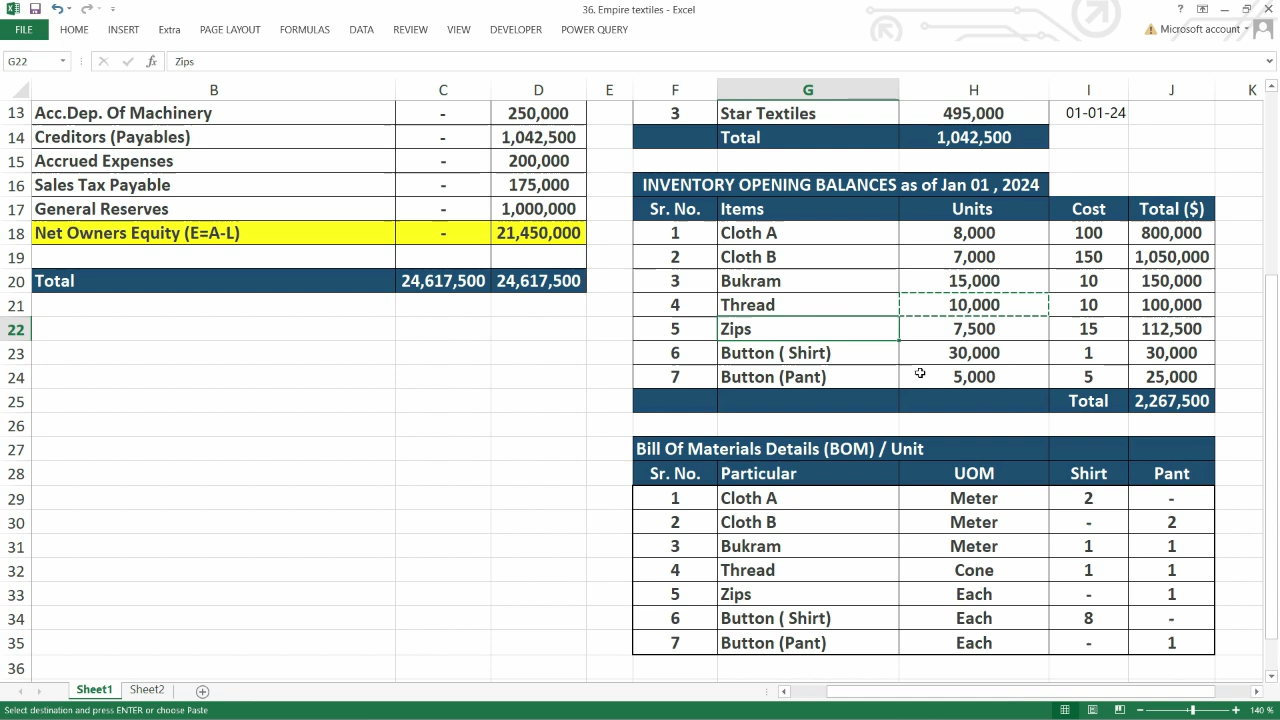 36. Empire textiles - Excel
Microsoft account
FILE HOME INSERT Extra PAGE LAYOUT FORMULAS DATA REVIEW VIEW DEVELOPER POWER QUERY
G22 fx Zips
B C D E F G H I J K
13 Acc.Dep. Of Machinery - 250,000 3 Star Textiles 495,000 01-01-24
14 Creditors (Payables) - 1,042,500 Total 1,042,500
15 Accrued Expenses - 200,000
16 Sales Tax Payable - 175,000 INVENTORY OPENING BALANCES as of Jan 01 , 2024
17 General Reserves - 1,000,000 Sr. No. Items Units Cost Total ($)
18 Net Owners Equity (E=A-L) - 21,450,000 1 Cloth A 8,000 100 800,000
19 2 Cloth B 7,000 150 1,050,000
20 Total 24,617,500 24,617,500 3 Bukram 15,000 10 150,000
21 4 Thread 10,000 10 100,000
22 5 Zips 7,500 15 112,500
23 6 Button ( Shirt) 30,000 1 30,000
24 7 Button (Pant) 5,000 5 25,000
25 Total 2,267,500
26
27 Bill Of Materials Details (BOM) / Unit
28 Sr. No. Particular UOM Shirt Pant
29 1 Cloth A Meter 2 -
30 2 Cloth B Meter - 2
31 3 Bukram Meter 1 1
32 4 Thread Cone 1 1
33 5 Zips Each - 1
34 6 Button ( Shirt) Each 8 -
35 7 Button (Pant) Each - 1
36
Sheet1 Sheet2
Select destination and press ENTER or choose Paste 140 %